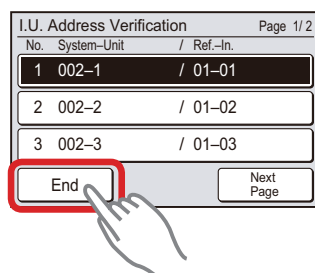 I.U. Address Verification Page 1/2
No. System–Unit / Ref.–In.
1 002–1 / 01–01
2 002–2 / 01–02
3 002–3 / 01–03
End Next
Page